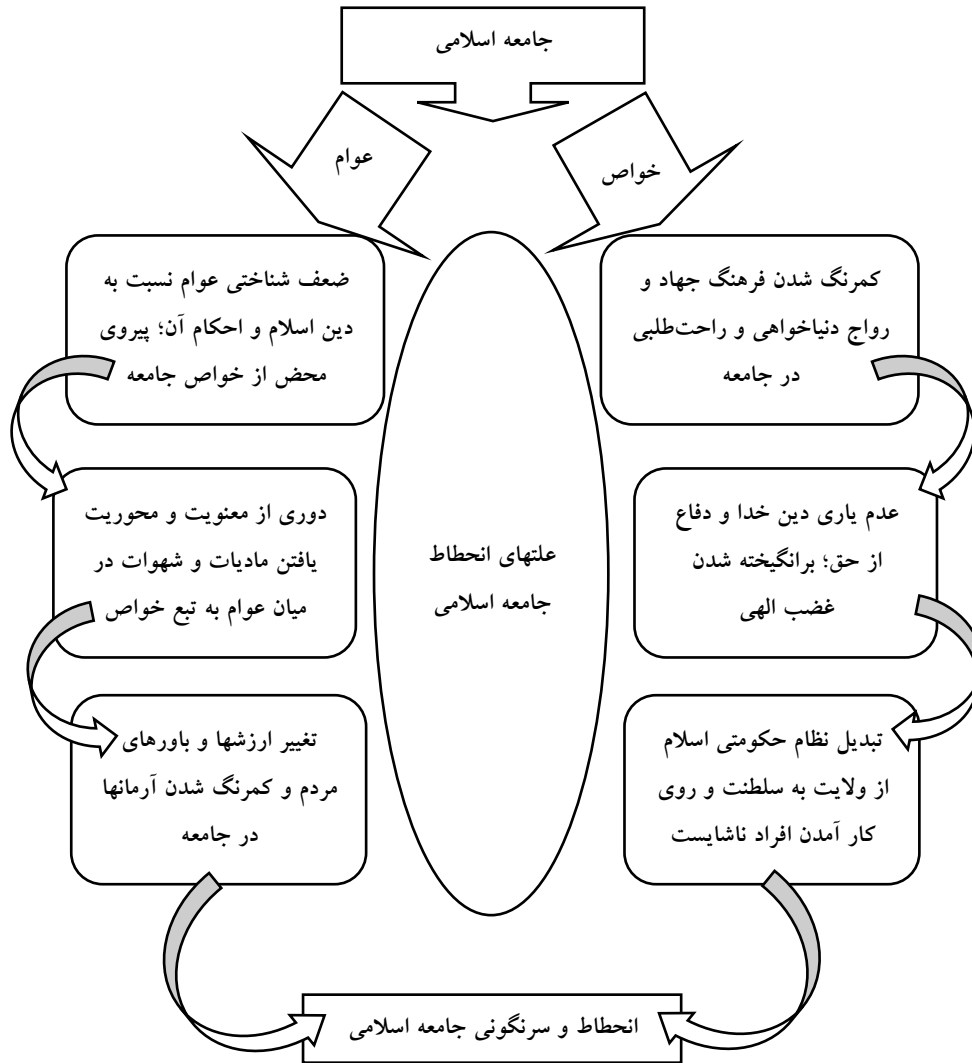 جامعه اسلامی
خواص
عوام
کمرنگ شدن فرهنگ جهاد و
رواج دنیاخواهی و راحت‌طلبی
در جامعه
ضعف شناختی عوام نسبت به
دین اسلام و احکام آن؛ پیروی
محض از خواص جامعه
علتهای انحطاط
جامعه اسلامی
عدم یاری دین خدا و دفاع
از حق؛ برانگیخته شدن
غضب الهی
دوری از معنویت و محوریت
یافتن مادیات و شهوات در
میان عوام به تبع خواص
تبدیل نظام حکومتی اسلام
از ولایت به سلطنت و روی
کار آمدن افراد ناشایست
تغییر ارزشها و باورهای
مردم و کمرنگ شدن آرمانها
در جامعه
انحطاط و سرنگونی جامعه اسلامی